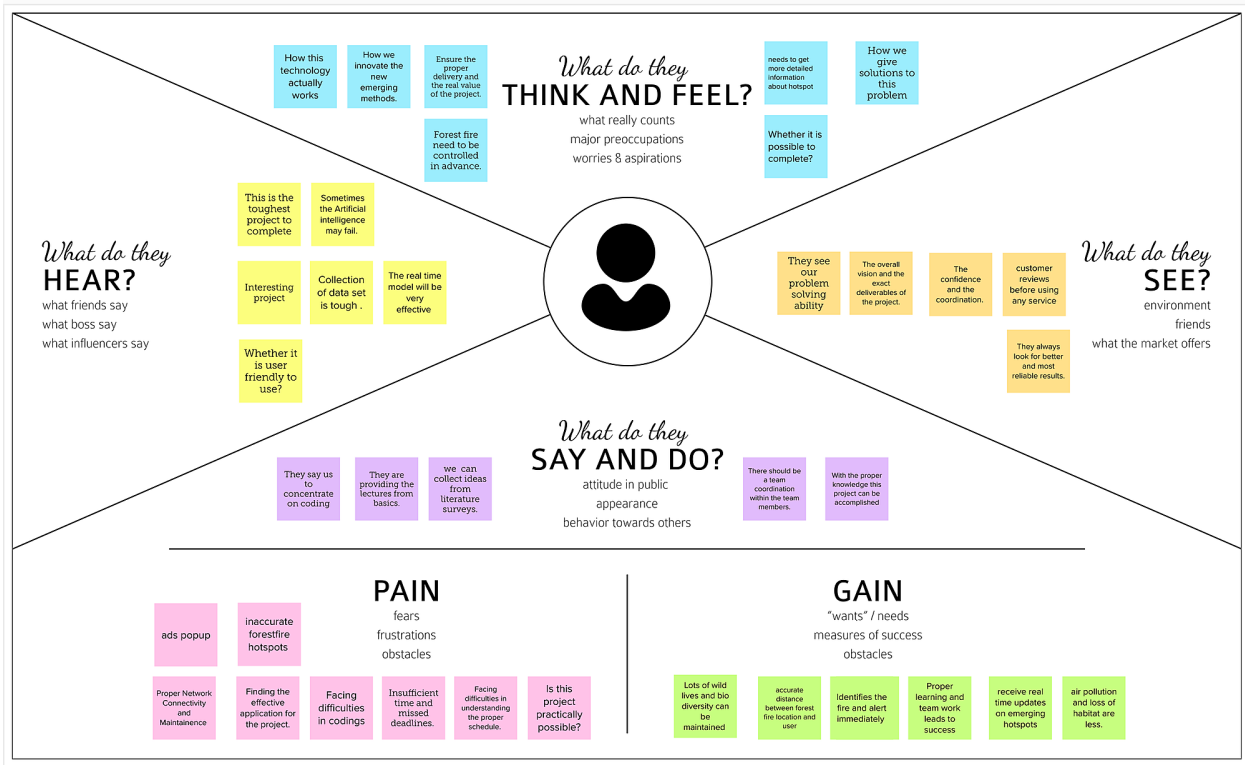 What do they
THINK AND FEEL?
what really counts
major preoccupations
worries 8 aspirations
How this
technology
actually
works
How we
innovate the
new
emerging
methods.
Ensure the
proper
delivery and
the real value
of the project.
Forest fire
need to be
controlled
in advance.
needs to get
more detailed
information
about hotspot
How we
give
solutions to
this
problem
Whether it is
possible to
complete?
What do they
HEAR?
what friends say
what boss say
what influencers say
This is the
toughest
project to
complete
Sometimes
the Artificial
intelligence
may fail.
Interesting
project
Collection
of data set
is tough .
The real time
model will be
very
effective
Whether it
is user
friendly to
use?
What do they
SEE?
environment
friends
what the market offers
They see
our
problem
solving
ability
The overall
vision and the
exact
deliverables of
the project.
The
confidence
and the
coordination.
customer
reviews
before using
any service
They always
look for better
and most
reliable results.
What do they
SAY AND DO?
attitude in public
appearance
behavior towards others
They say us
to
concentrate
on coding
They are
providing the
lectures from
basics.
we can
collect ideas
from
literature
surveys.
There should be
a team
coordination
within the team
members.
With the proper
knowledge this
project can be
accomplished
PAIN
fears
frustrations
obstacles
ads popup
inaccurate
forestfire
hotspots
Proper Network
Connectivity
and
Maintainence
Finding the
effective
application for
the project.
Facing
difficulties
in codings
Insufficient
time and
missed
deadlines.
Facing
difficulties in
understanding
the proper
schedule.
Is this
project
practically
possible?
GAIN
"wants" / needs
measures of success
obstacles
Lots of wild
lives and bio
diversity can
be
maintained
accurate
distance
between forest
fire location and
user
Identifies the
fire and alert
immediately
Proper
learning and
team work
leads to
success
receive real
time updates
on emerging
hotspots
air pollution
and loss of
habitat are
less.